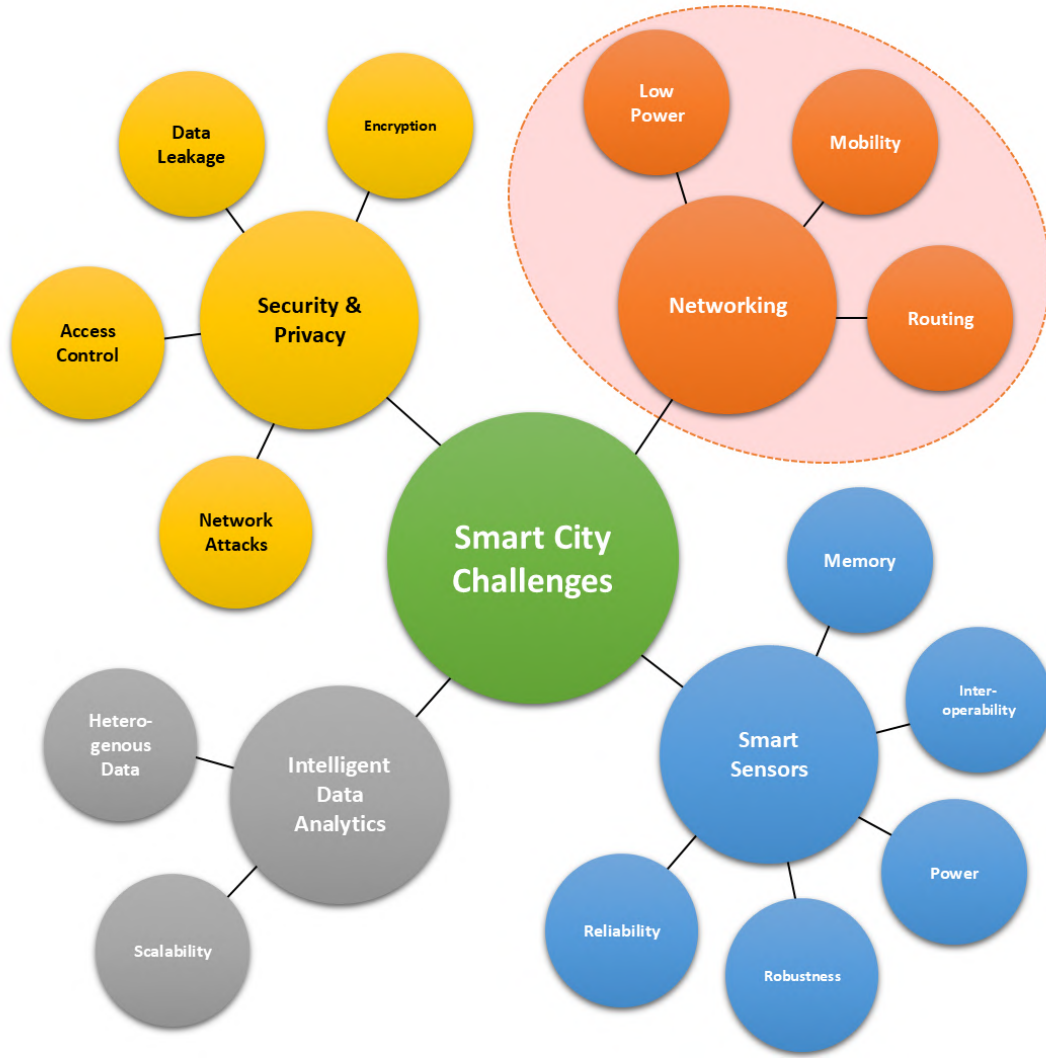 Encryption
Data
Leakage
Security &
Privacy
Access
Control
Network
Attacks
Low
Power
Mobility
Networking
Routing
Smart City
Challenges
Memory
Inter-
operability
Smart
Sensors
Power
Robustness
Reliability
Intelligent
Data
Analytics
Hetero-
genous
Data
Scalability